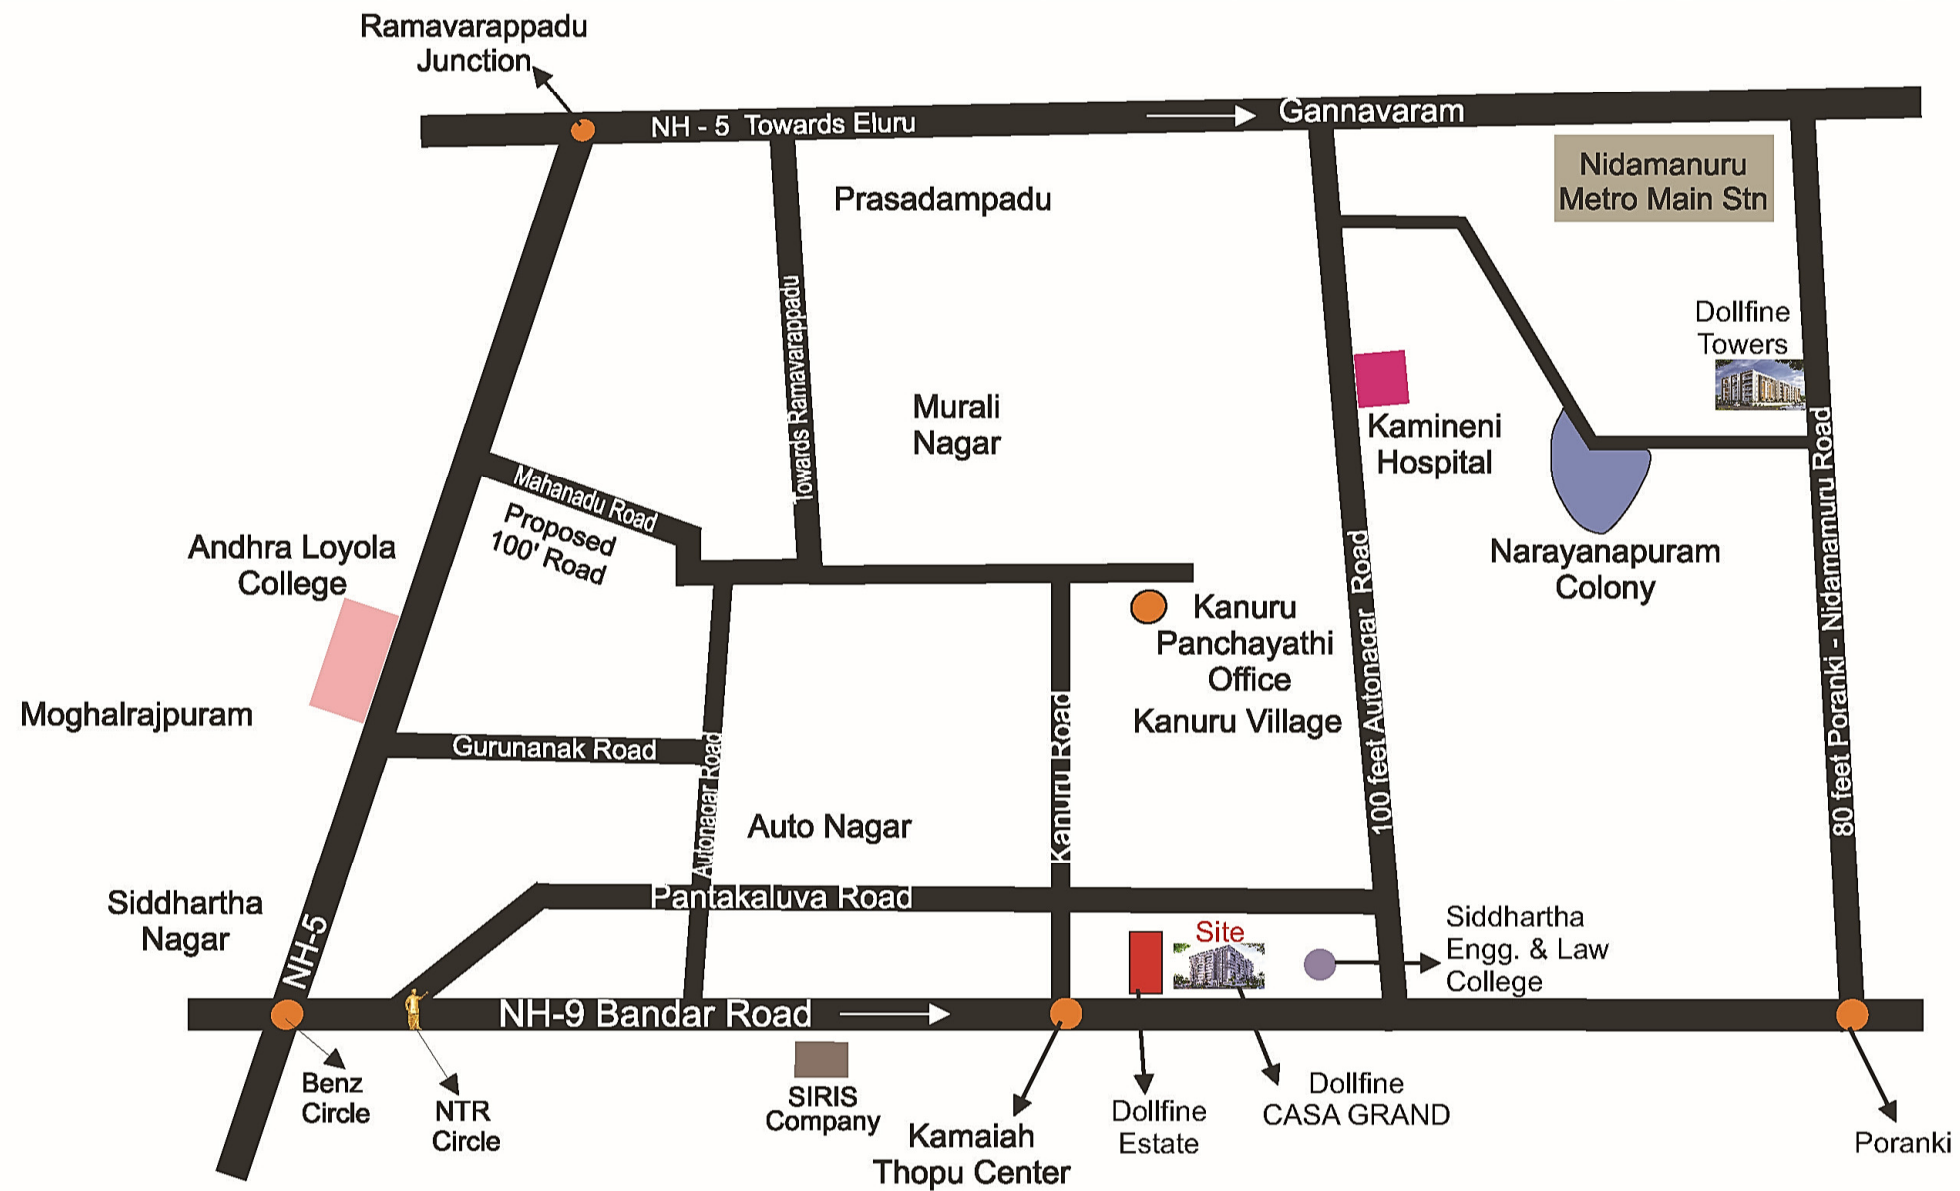 Ramavarappadu
Junction
NH - 5 Towards Eluru
Gannavaram
Nidamanuru
Metro Main Stn
Prasadampadu
Towards Ramavarappadu
Dollfine
Towers
Murali
Nagar
Kamineni
Hospital
Mahanadu Road
Proposed
100' Road
Andhra Loyola
College
Narayanapuram
Colony
80 feet Poranki - Nidamanuru Road
100 feet Autonagar Road
Kanuru
Panchayathi
Office
Kanuru Village
Moghalrajpuram
Gurunanak Road
Autonagar Road
Kanuru Road
Auto Nagar
Pantakaluva Road
Siddhartha
Nagar
NH-5
Site
Siddhartha
Engg. & Law
College
NH-9 Bandar Road
Benz
Circle
NTR
Circle
SIRIS
Company
Kamaiah
Thopu Center
Dollfine
Estate
Dollfine
CASA GRAND
Poranki